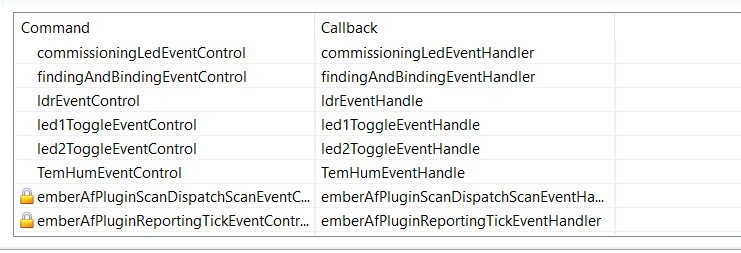 Command Callback
commissioningLedEventControl commissioningLedEventHandler
findingAndBindingEventControl findingAndBindingEventHandler
ldrEventControl ldrEventHandle
led1ToggleEventControl led1ToggleEventHandle
led2ToggleEventControl led2ToggleEventHandle
TemHumEventControl TemHumEventHandle
emberAfPluginScanDispatchScanEventC... emberAfPluginScanDispatchScanEventHa...
emberAfPluginReportingTickEventContr... emberAfPluginReportingTickEventHandler